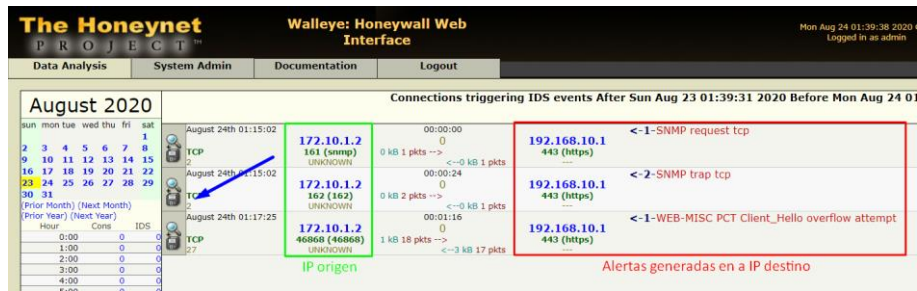 The Honeynet
PROJECT™
Walleye: Honeywall Web
Interface
Mon Aug 24 01:39:38 2020
Logged in as admin
Data Analysis
System Admin
Documentation
Logout
August 2020
sun mon tue wed thu fri sat
1
2 3 4 5 6 7 8
9 10 11 12 13 14 15
16 17 18 19 20 21 22
23 24 25 26 27 28 29
30 31
(Prior Month) (Next Month)
(Prior Year) (Next Year)
Hour Cons IDS
0:00 0 0
1:00 0 0
2:00 0 0
3:00 0 0
4:00 0 0
Connections triggering IDS events After Sun Aug 23 01:39:31 2020 Before Mon Aug 24 01
August 24th 01:15:02
TCP
2
172.10.1.2
161 (snmp)
UNKNOWN
00:00:00
0
0 kB 1 pkts -->
<--0 kB 1 pkts
192.168.10.1
443 (https)
---
<-1-SNMP request tcp
August 24th 01:15:02
TCP
2
172.10.1.2
162 (162)
UNKNOWN
00:00:24
0
0 kB 2 pkts -->
<--0 kB 1 pkts
192.168.10.1
443 (https)
---
<-2-SNMP trap tcp
August 24th 01:17:25
TCP
27
172.10.1.2
46868 (46868)
UNKNOWN
00:01:16
0
1 kB 18 pkts -->
<--3 kB 17 pkts
192.168.10.1
443 (https)
---
<-1-WEB-MISC PCT Client_Hello overflow attempt
IP origen
Alertas generadas en a IP destino